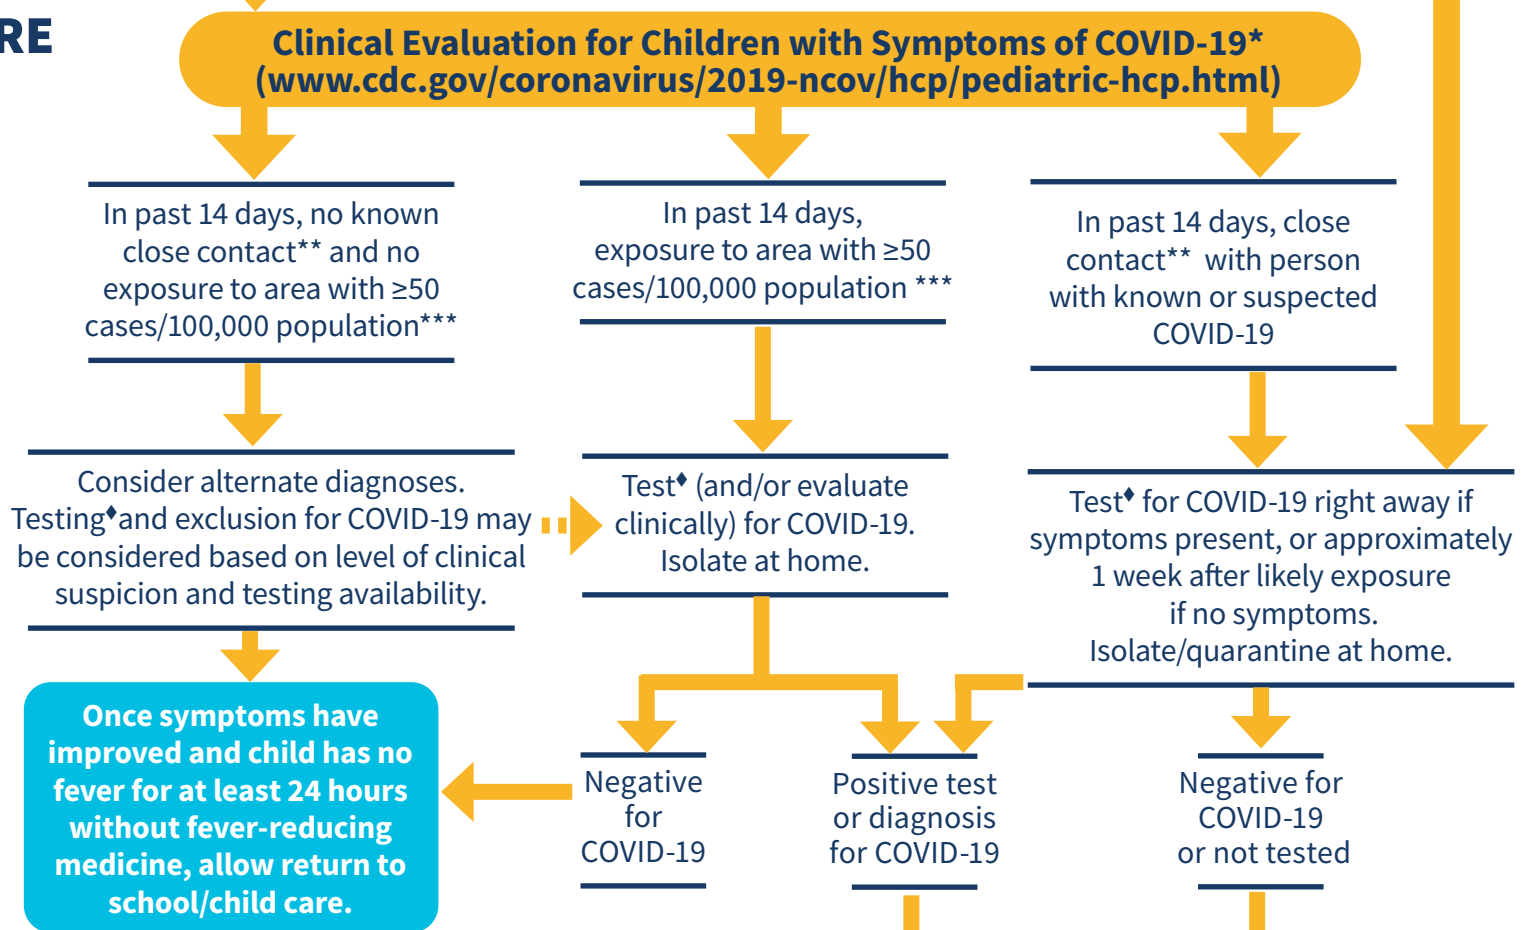 RE
Clinical Evaluation for Children with Symptoms of COVID-19*
(www.cdc.gov/coronavirus/2019-ncov/hcp/pediatric-hcp.html)
In past 14 days, no known
close contact** and no
exposure to area with ≥50
cases/100,000 population***
In past 14 days,
exposure to area with ≥50
cases/100,000 population ***
In past 14 days, close
contact** with person
with known or suspected
COVID-19
Consider alternate diagnoses.
Testing♦and exclusion for COVID-19 may
be considered based on level of clinical
suspicion and testing availability.
Test♦ (and/or evaluate
clinically) for COVID-19.
Isolate at home.
Test♦ for COVID-19 right away if
symptoms present, or approximately
1 week after likely exposure
if no symptoms.
Isolate/quarantine at home.
Once symptoms have
improved and child has no
fever for at least 24 hours
without fever-reducing
medicine, allow return to
school/child care.
Negative
for
COVID-19
Positive test
or diagnosis
for COVID-19
Negative for
COVID-19
or not tested